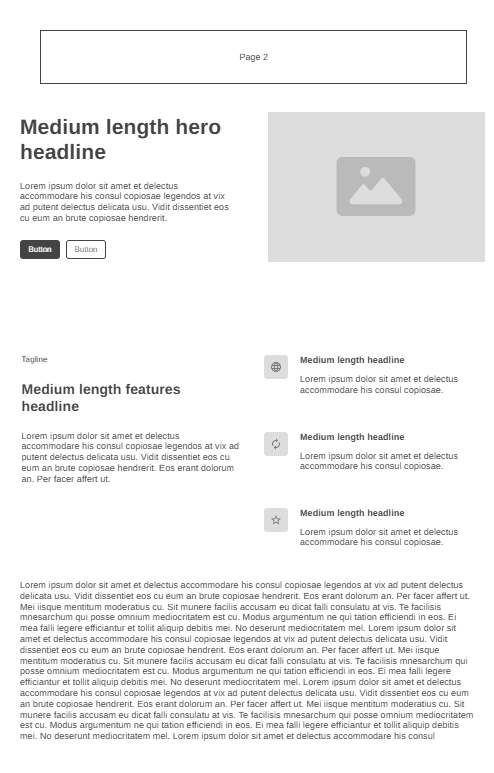 Page 2
Medium length hero
headline
Lorem ipsum dolor sit amet et delectus
accommodare his consul copiosae legendos at vix
ad putent delectus delicata usu. Vidit dissentiet eos
cu eum an brute copiosae hendrerit.
Button
Button
Tagline
Medium length features
headline
Lorem ipsum dolor sit amet et delectus
accommodare his consul copiosae legendos at vix ad
putent delectus delicata usu. Vidit dissentiet eos cu
eum an brute copiosae hendrerit. Eos erant dolorum
an. Per facer affert ut.
Medium length headline
Lorem ipsum dolor sit amet et delectus
accommodare his consul copiosae.
Medium length headline
Lorem ipsum dolor sit amet et delectus
accommodare his consul copiosae.
Medium length headline
Lorem ipsum dolor sit amet et delectus
accommodare his consul copiosae.
Lorem ipsum dolor sit amet et delectus accommodare his consul copiosae legendos at vix ad putent delectus
delicata usu. Vidit dissentiet eos cu eum an brute copiosae hendrerit. Eos erant dolorum an. Per facer affert ut.
Mei iisque mentitum moderatius cu. Sit munere facilis accusam eu dicat falli consulatu at vis. Te facilisis
mnesarchum qui posse omnium mediocritatem est cu. Modus argumentum ne qui tation efficiendi in eos. Ei
mea falli legere efficiantur et tollit aliquip debitis mei. No deserunt mediocritatem mel. Lorem ipsum dolor sit
amet et delectus accommodare his consul copiosae legendos at vix ad putent delectus delicata usu. Vidit
dissentiet eos cu eum an brute copiosae hendrerit. Eos erant dolorum an. Per facer affert ut. Mei iisque
mentitum moderatius cu. Sit munere facilis accusam eu dicat falli consulatu at vis. Te facilisis mnesarchum qui
posse omnium mediocritatem est cu. Modus argumentum ne qui tation efficiendi in eos. Ei mea falli legere
efficiantur et tollit aliquip debitis mei. No deserunt mediocritatem mel. Lorem ipsum dolor sit amet et delectus
accommodare his consul copiosae legendos at vix ad putent delectus delicata usu. Vidit dissentiet eos cu eum
an brute copiosae hendrerit. Eos erant dolorum an. Per facer affert ut. Mei iisque mentitum moderatius cu. Sit
munere facilis accusam eu dicat falli consulatu at vis. Te facilisis mnesarchum qui posse omnium mediocritatem
est cu. Modus argumentum ne qui tation efficiendi in eos. Ei mea falli legere efficiantur et tollit aliquip debitis
mei. No deserunt mediocritatem mel. Lorem ipsum dolor sit amet et delectus accommodare his consul